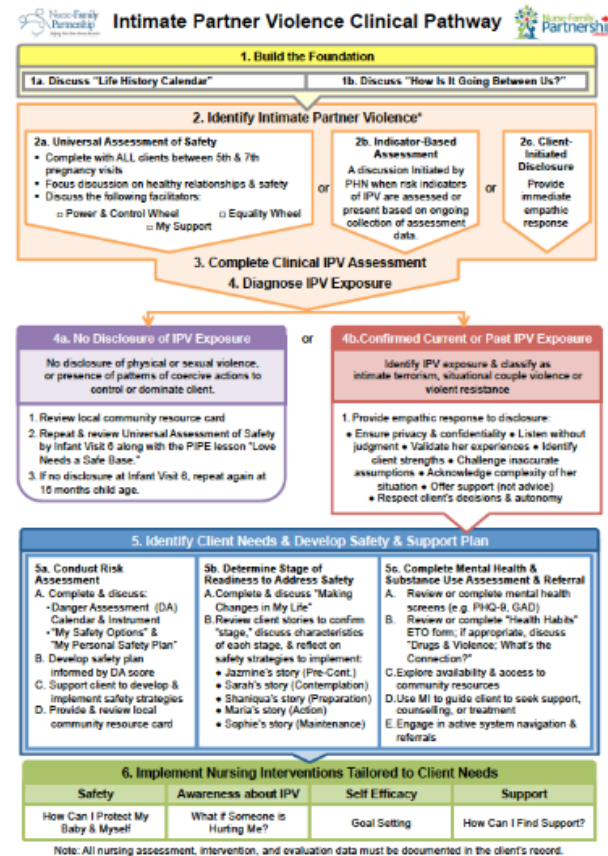 Nurse-Family
Partnership
Intimate Partner Violence Clinical Pathway
Nurse-Family
Partnership
1. Build the Foundation
1a. Discuss "Life History Calendar"
1b. Discuss "How Is It Going Between Us?"
2. Identify Intimate Partner Violence*
2a. Universal Assessment of Safety
▪ Complete with ALL clients between 5th & 7th
pregnancy visits
▪ Focus discussion on healthy relationships & safety
▪ Discuss the following facilitators:
□ Power & Control Wheel □ Equality Wheel
□ My Support
or
2b. Indicator-Based
Assessment
A discussion Initiated by
PHN when risk indicators
of IPV are assessed or
present based on ongoing
collection of assessment
data.
or
2c. Client-
Initiated
Disclosure
Provide
immediate
empathic
response
3. Complete Clinical IPV Assessment
4. Diagnose IPV Exposure
4a. No Disclosure of IPV Exposure
No disclosure of physical or sexual violence,
or presence of patterns of coercive actions to
control or dominate client.
1. Review local community resource card
2. Repeat & review Universal Assessment of Safety
by Infant Visit 6 along with the PIPE lesson "Love
Needs a Safe Base."
3. If no disclosure at Infant Visit 6, repeat again at
16 months child age.
or
4b.Confirmed Current or Past IPV Exposure
Identify IPV exposure & classify as
intimate terrorism, situational couple violence or
violent resistance
1. Provide empathic response to disclosure:
● Ensure privacy & confidentiality ● Listen without
judgment ● Validate her experiences ● Identify
client strengths ● Challenge inaccurate
assumptions ● Acknowledge complexity of her
situation ● Offer support (not advice)
● Respect client's decisions & autonomy
5. Identify Client Needs & Develop Safety & Support Plan
5a. Conduct Risk
Assessment
A. Complete & discuss:
•Danger Assessment (DA)
Calendar & Instrument
•"My Safety Options" &
"My Personal Safety Plan"
B. Develop safety plan
informed by DA score
C. Support client to develop &
implement safety strategies
D. Provide & review local
community resource card
5b. Determine Stage of
Readiness to Address Safety
A.Complete & discuss "Making
Changes in My Life"
B.Review client stories to confirm
"stage," discuss characteristics
of each stage, & reflect on
safety strategies to implement:
● Jazmine's story (Pre-Cont.)
● Sarah's story (Contemplation)
● Shaniqua's story (Preparation)
● Maria's story (Action)
● Sophie's story (Maintenance)
5c. Complete Mental Health &
Substance Use Assessment & Referral
A. Review or complete mental health
screens (e.g. PHQ-9, GAD)
B. Review or complete "Health Habits"
ETO form; if appropriate, discuss
"Drugs & Violence; What's the
Connection?"
C.Explore availability & access to
community resources
D.Use MI to guide client to seek support,
counselling, or treatment
E. Engage in active system navigation &
referrals
6. Implement Nursing Interventions Tailored to Client Needs
Safety
Awareness about IPV
Self Efficacy
Support
How Can I Protect My
Baby & Myself
What if Someone is
Hurting Me?
Goal Setting
How Can I Find Support?
Note: All nursing assessment, intervention, and evaluation data must be documented in the client's record.